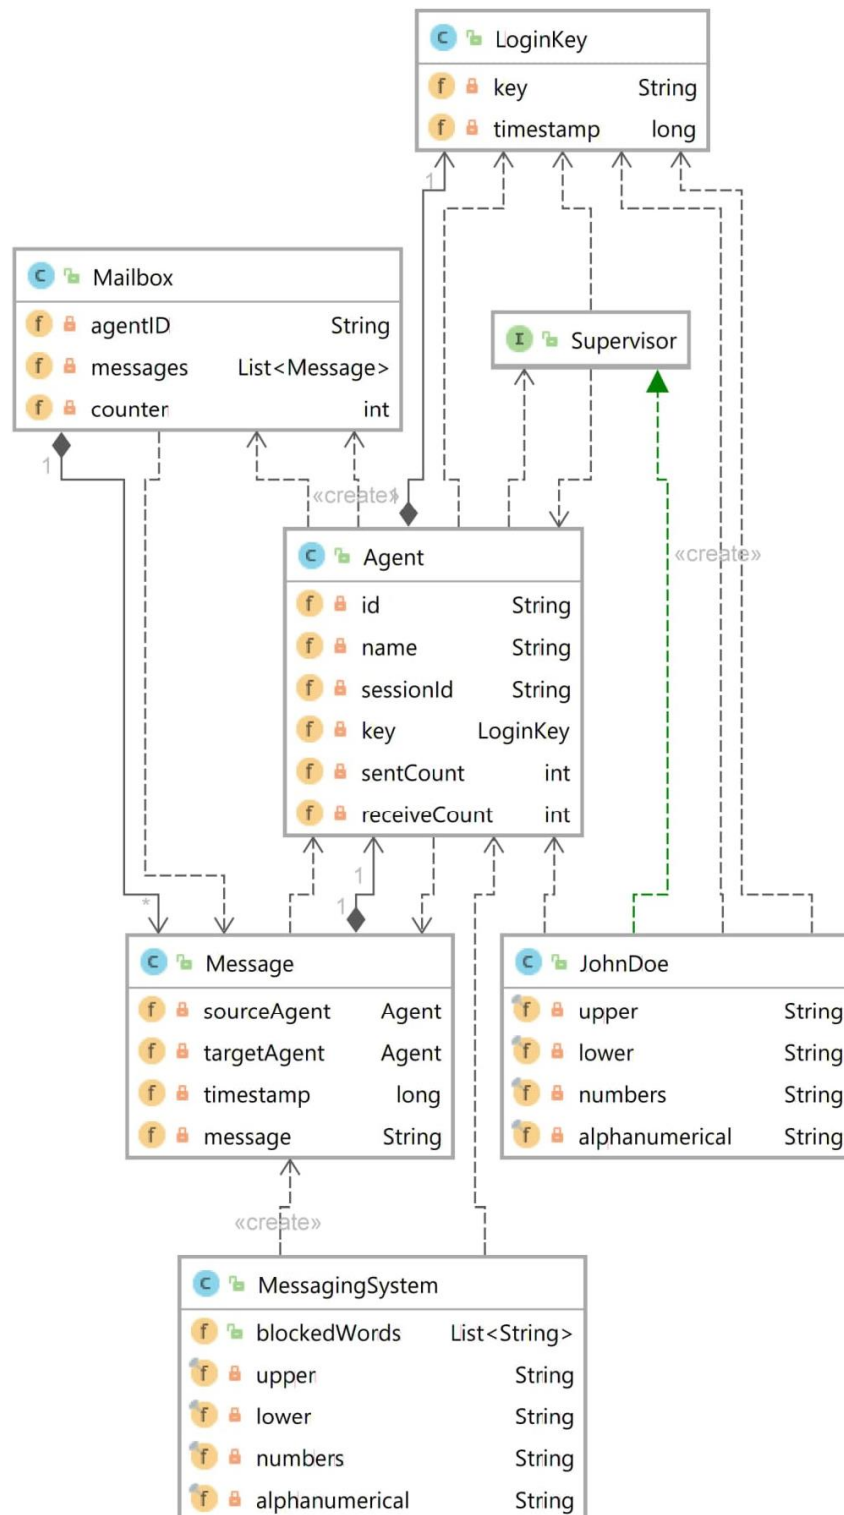 C LoginKey
f key String
f timestamp long
1
C Mailbox
f agentID String
f messages List<Message>
f counter int
1
I Supervisor
«create»
1
«create»
C Agent
f id String
f name String
f sessionId String
f key LoginKey
f sentCount int
f receiveCount int
1
1
*
C Message
f sourceAgent Agent
f targetAgent Agent
f timestamp long
f message String
C JohnDoe
f upper String
f lower String
f numbers String
f alphanumerical String
«create»
C MessagingSystem
f blockedWords List<String>
f upper String
f lower String
f numbers String
f alphanumerical String